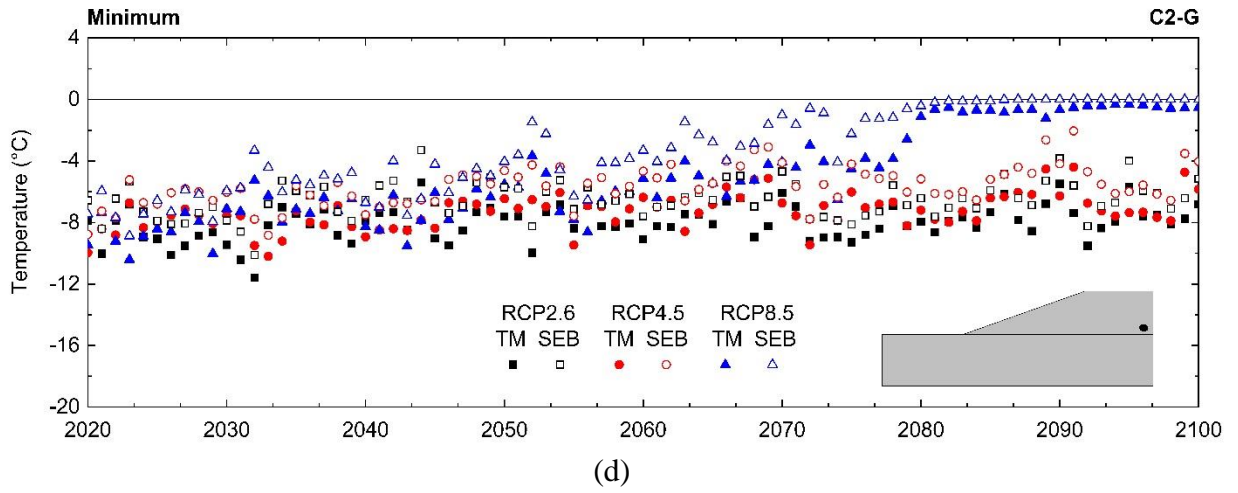 Minimum C2-G
4
0
-4
-8
-12
-16
-20
Temperature (°C)
RCP2.6 RCP4.5 RCP8.5
TM SEB TM SEB TM SEB
2020 2030 2040 2050 2060 2070 2080 2090 2100
(d)